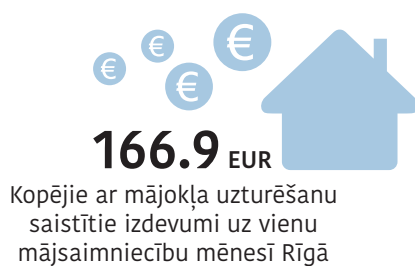 € € € €
166.9 EUR
Kopējie ar mājokļa uzturēšanu
saistītie izdevumi uz vienu
mājsaimniecību mēnesī Rīgā